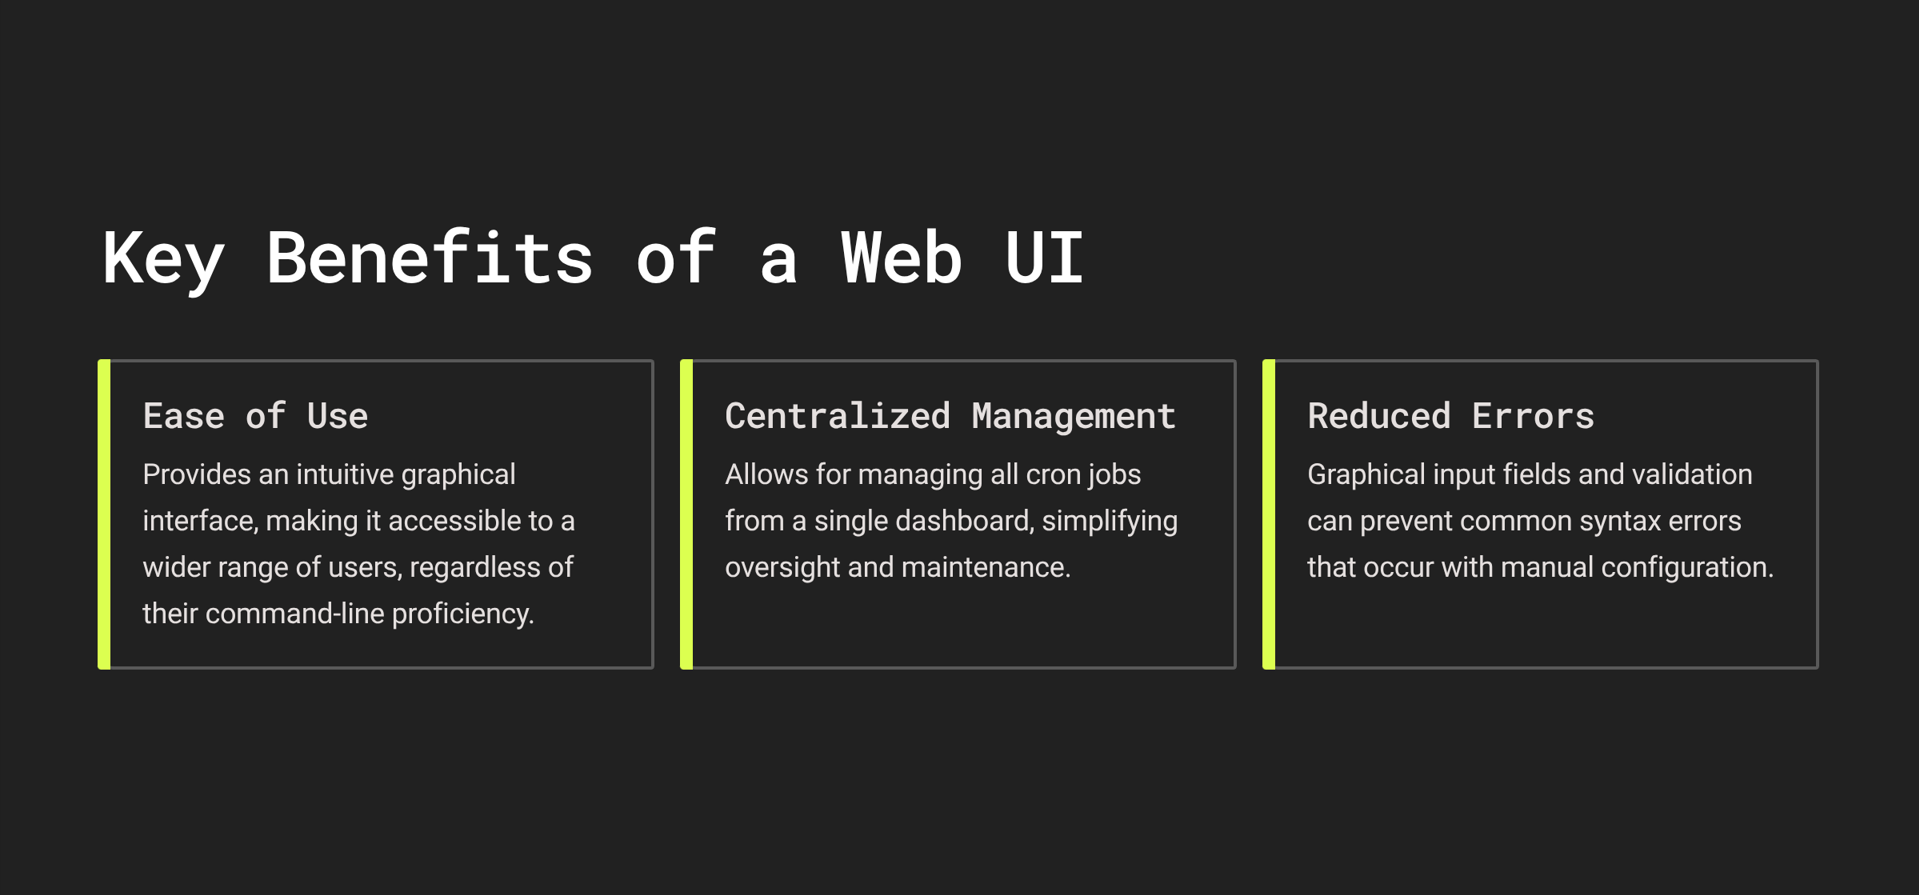 Key Benefits of a Web UI
Ease of Use
Provides an intuitive graphical
interface, making it accessible to a
wider range of users, regardless of
their command-line proficiency.
Centralized Management
Allows for managing all cron jobs
from a single dashboard, simplifying
oversight and maintenance.
Reduced Errors
Graphical input fields and validation
can prevent common syntax errors
that occur with manual configuration.